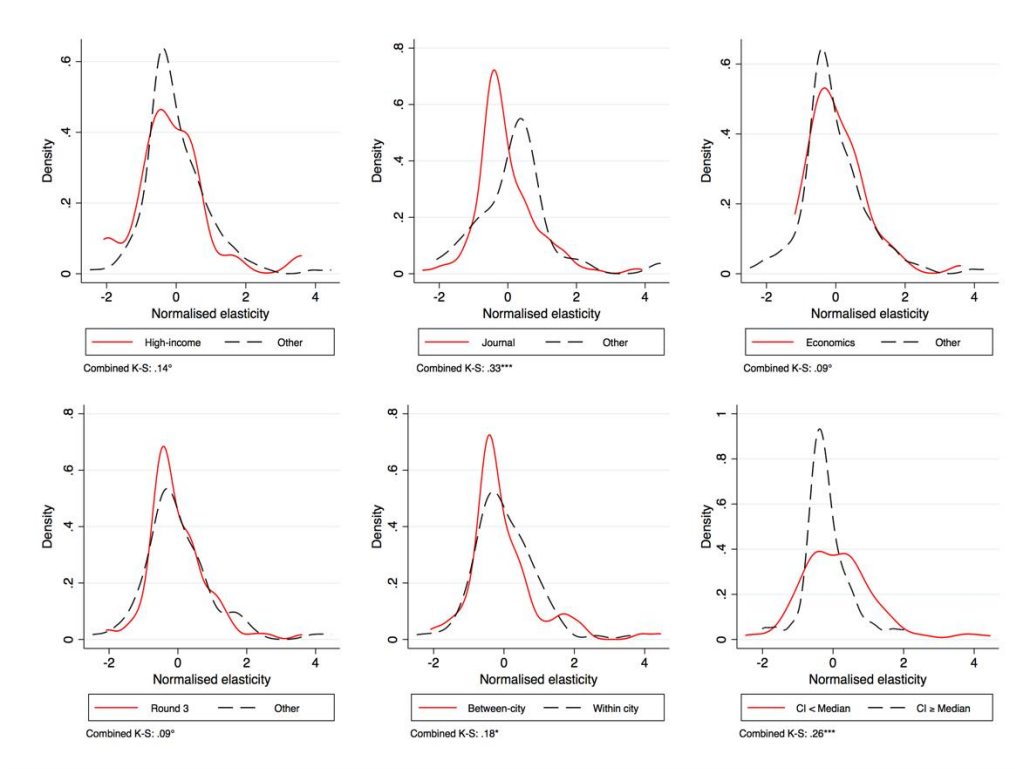 Density
.6
.4
.2
0
-2 0 2 4
Normalised elasticity
High-income Other
Combined K-S: .14°
Density
.8
.6
.4
.2
0
-2 0 2 4
Normalised elasticity
Journal Other
Combined K-S: .33***
Density
.6
.4
.2
0
-2 0 2 4
Normalised elasticity
Economics Other
Combined K-S: .09°
Density
.8
.6
.4
.2
0
-2 0 2 4
Normalised elasticity
Round 3 Other
Combined K-S: .09°
Density
.8
.6
.4
.2
0
-2 0 2 4
Normalised elasticity
Between-city Within city
Combined K-S: .18*
Density
1
.8
.6
.4
.2
0
-2 0 2 4
Normalised elasticity
CI < Median CI ≥ Median
Combined K-S: .26***